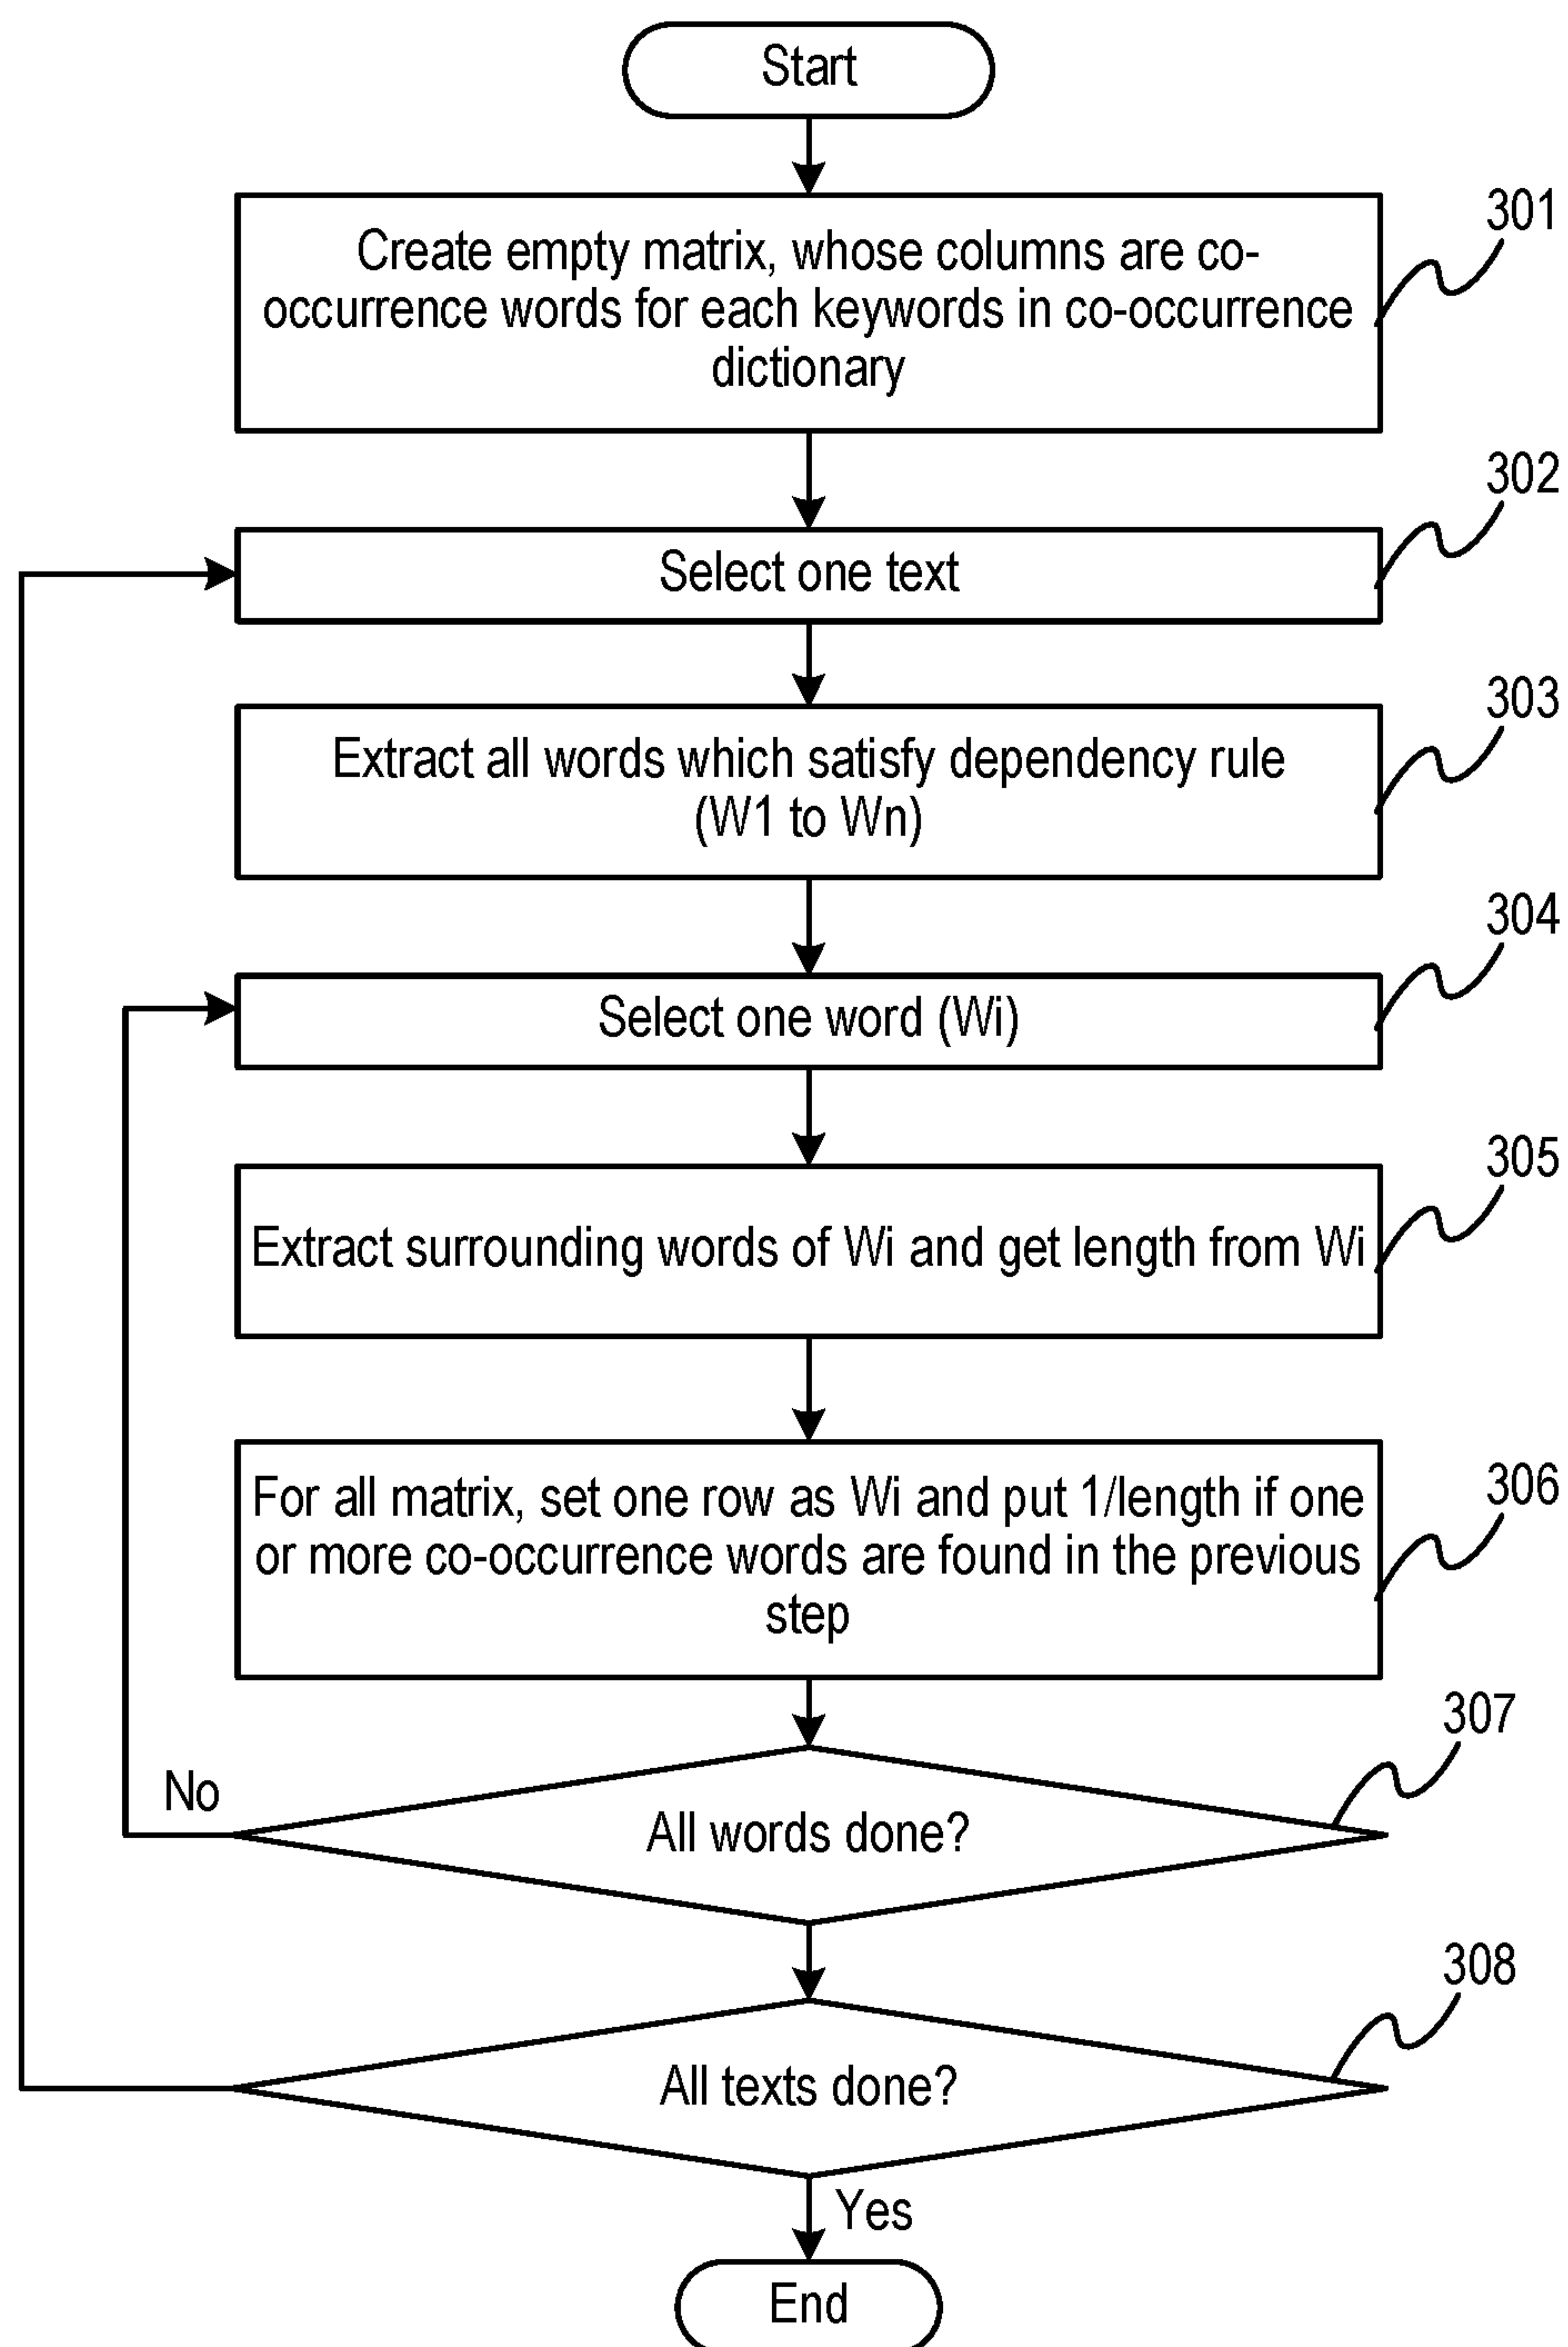 Start
301
Create empty matrix, whose columns are co-
occurrence words for each keywords in co-occurrence
dictionary
302
Select one text
303
Extract all words which satisfy dependency rule
(W1 to Wn)
304
Select one word (Wi)
305
Extract surrounding words of Wi and get length from Wi
306
For all matrix, set one row as Wi and put 1/length if one
or more co-occurrence words are found in the previous
step
307
No
All words done?
308
All texts done?
Yes
End